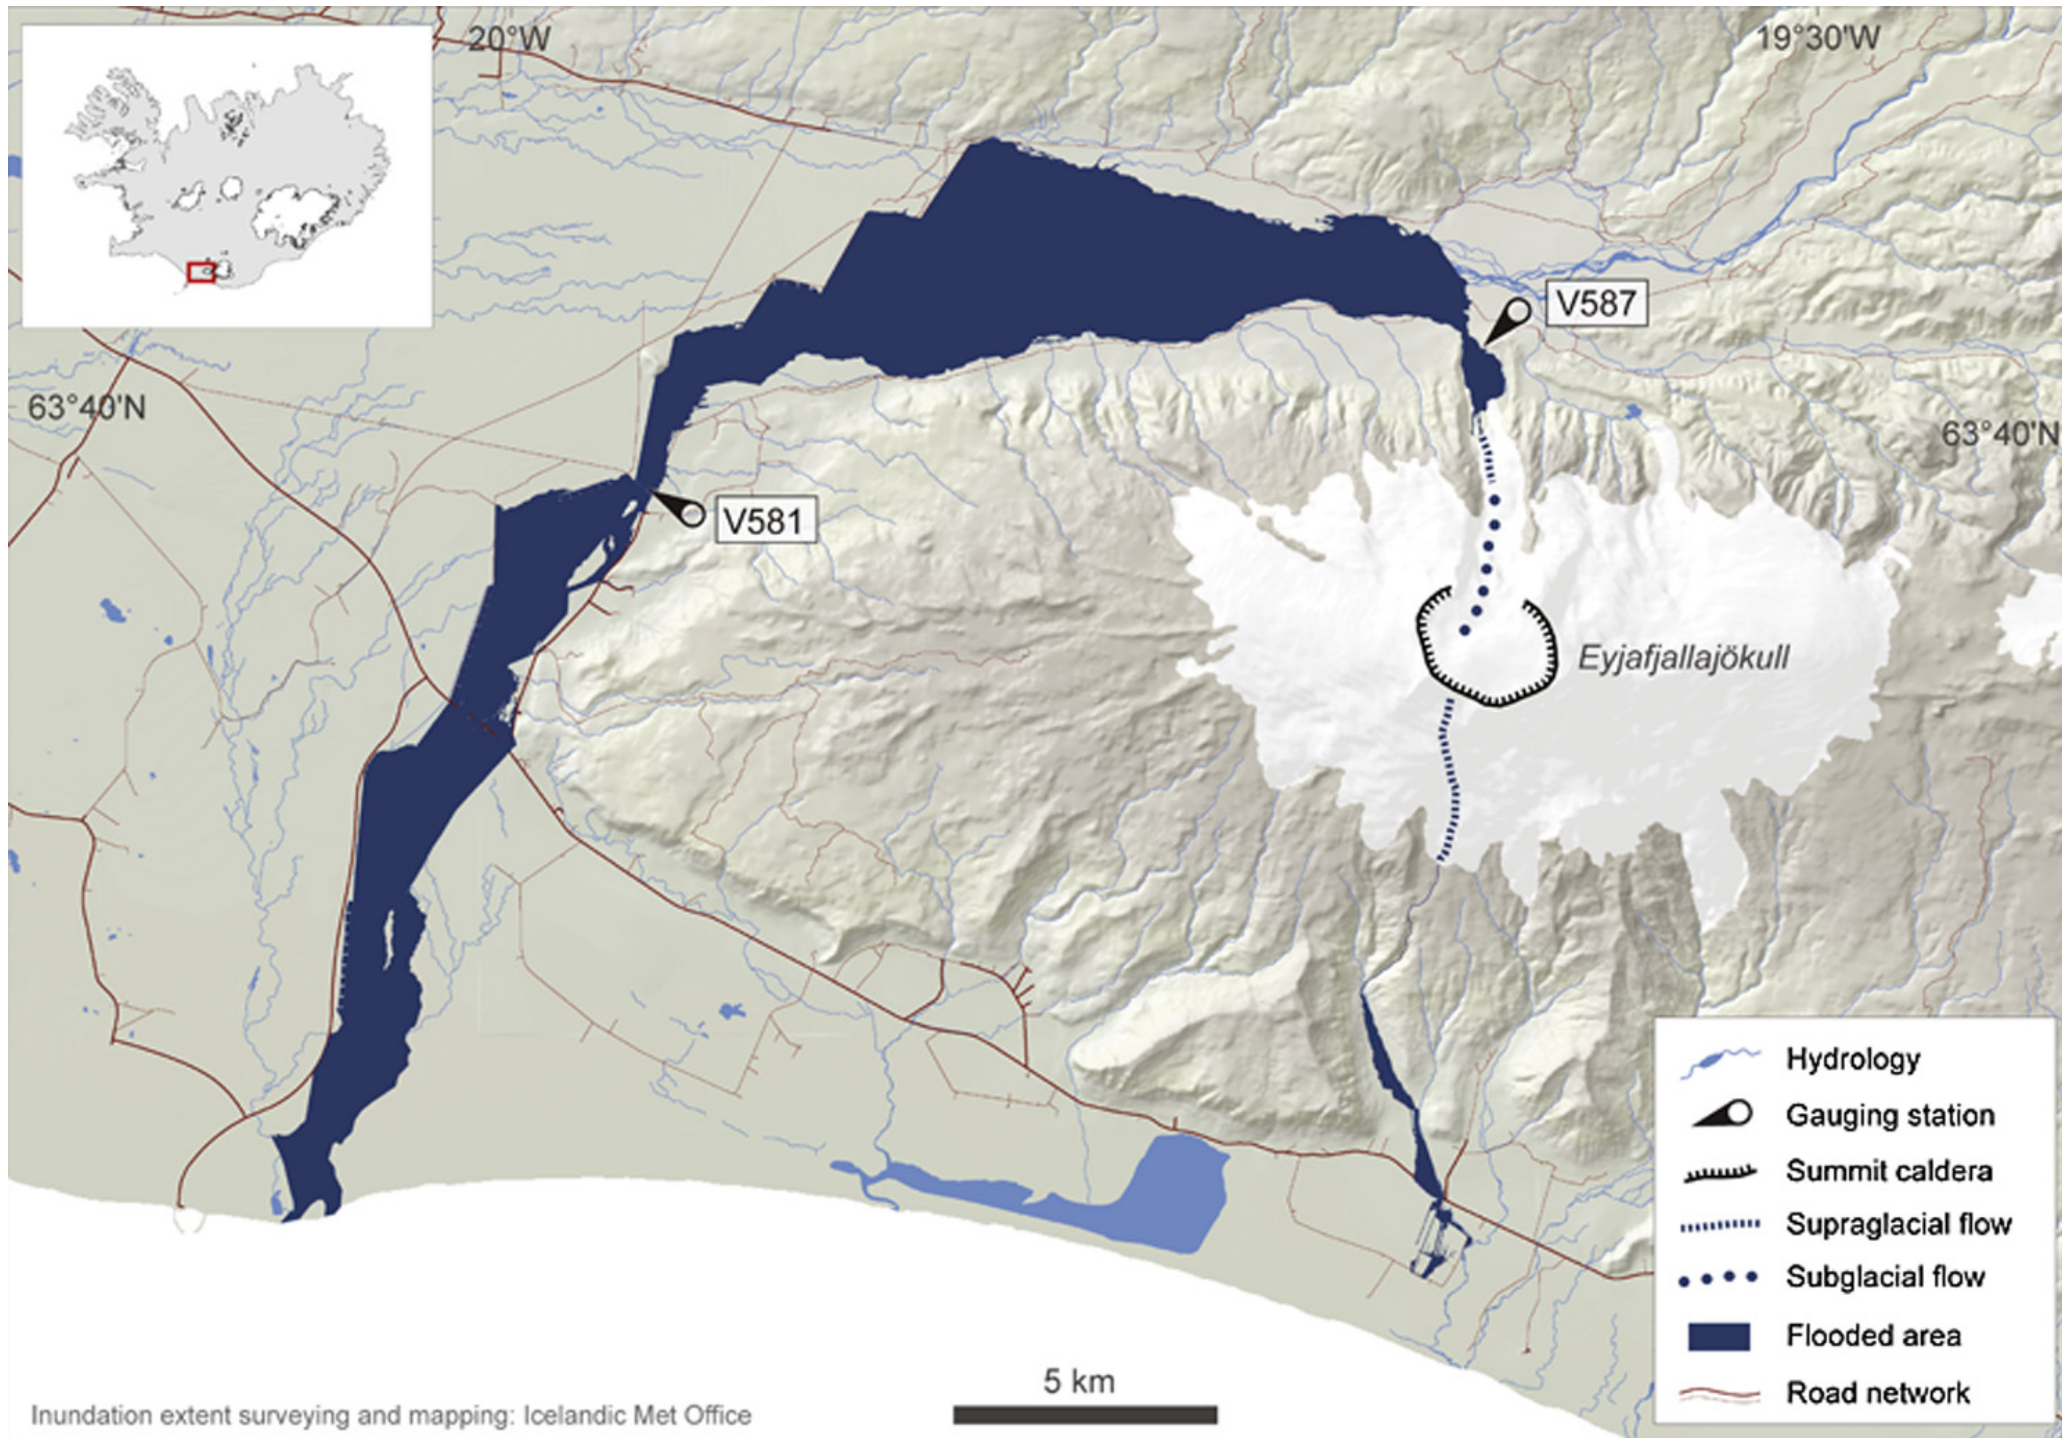 20°W
19°30'W
V587
63°40'N
63°40'N
V581
Eyjafjallajökull
Hydrology
Gauging station
Summit caldera
Supraglacial flow
Subglacial flow
Flooded area
Road network
5 km
Inundation extent surveying and mapping: Icelandic Met Office